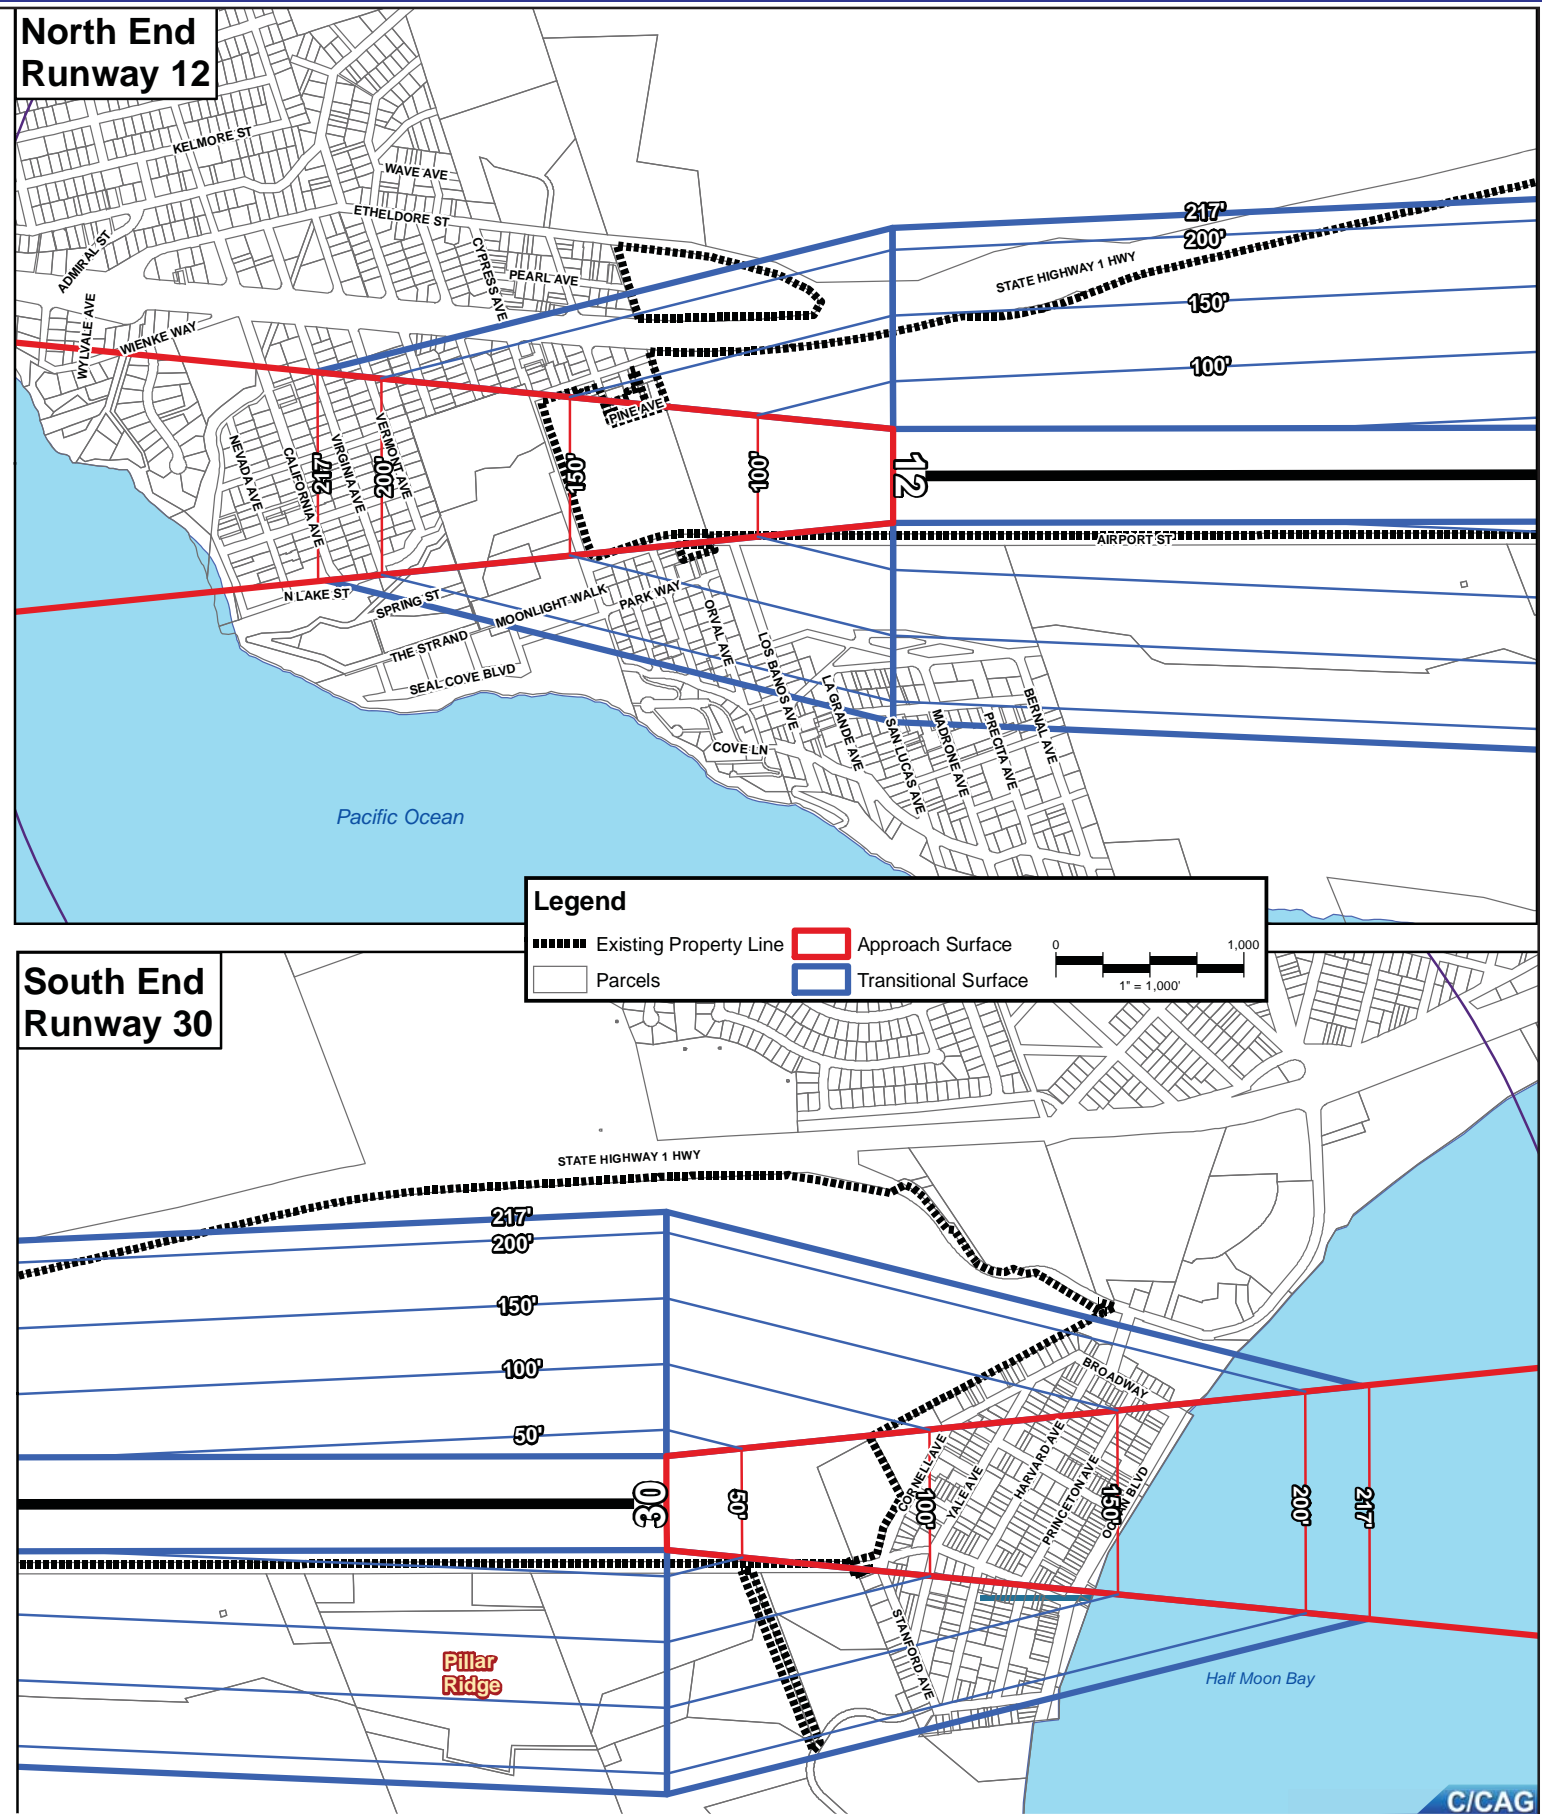 North End
Runway 12
KELMORE ST
WAVE AVE
ETHELDORE ST
ADMIRAL ST
CYPRESS AVE
PEARL AVE
WYLVALE AVE
WIENKE WAY
STATE HIGHWAY 1 HWY
217'
200'
150'
100'
PINE AVE
NEVADA AVE
CALIFORNIA AVE
VIRGINIA AVE
VERMONT AVE
217'
200'
150'
100'
12
AIRPORT ST
N LAKE ST
SPRING ST
THE STRAND
MOONLIGHT WALK
PARK WAY
SEAL COVE BLVD
ORVAL AVE
LOS BANOS AVE
LA GRANDE AVE
SAN LUCAS AVE
MADRONE AVE
PRECITA AVE
BERNAL AVE
COVE LN
Pacific Ocean
Legend
Existing Property Line
Approach Surface
Parcels
Transitional Surface
0
1,000
1" = 1,000'
South End
Runway 30
STATE HIGHWAY 1 HWY
217'
200'
150'
100'
50'
BROADWAY
30
50'
CORNELL AVE
100'
YALE AVE
HARVARD AVE
PRINCETON AVE
150'
OCEAN BLVD
200'
217'
STANFORD AVE
Pillar
Ridge
Half Moon Bay
C/CAG